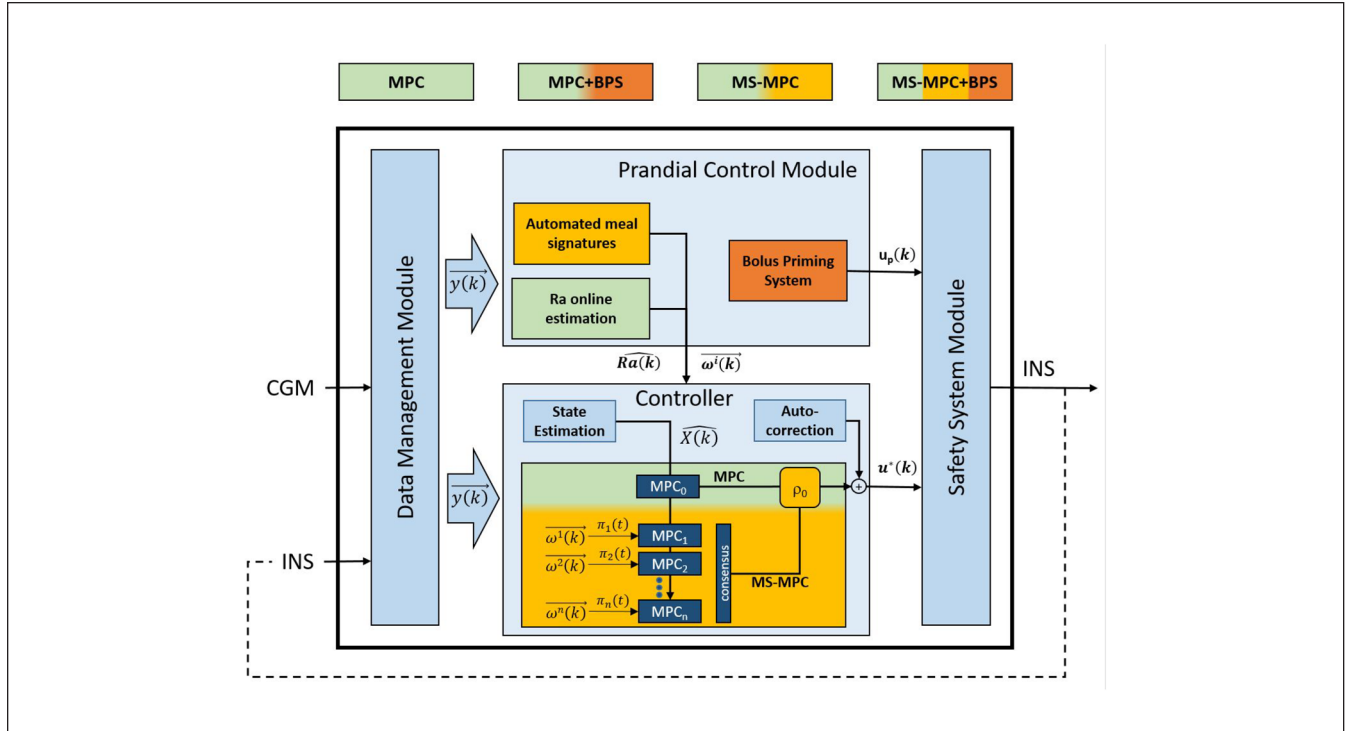 MPC
MPC+BPS
MS-MPC
MS-MPC+BPS
Data Management Module
Prandial Control Module
Automated meal
signatures
Ra online
estimation
Bolus Priming
System
u_p(k)
y(k)
Ra(k)
ω^i(k)
CGM
INS
Safety System Module
INS
Controller
State
Estimation
X(k)
Auto-
correction
y(k)
MPC_0
MPC
ρ_0
+
u*(k)
ω^1(k)
π_1(t)
MPC_1
ω^2(k)
π_2(t)
MPC_2
ω^n(k)
π_n(t)
MPC_n
consensus
MS-MPC